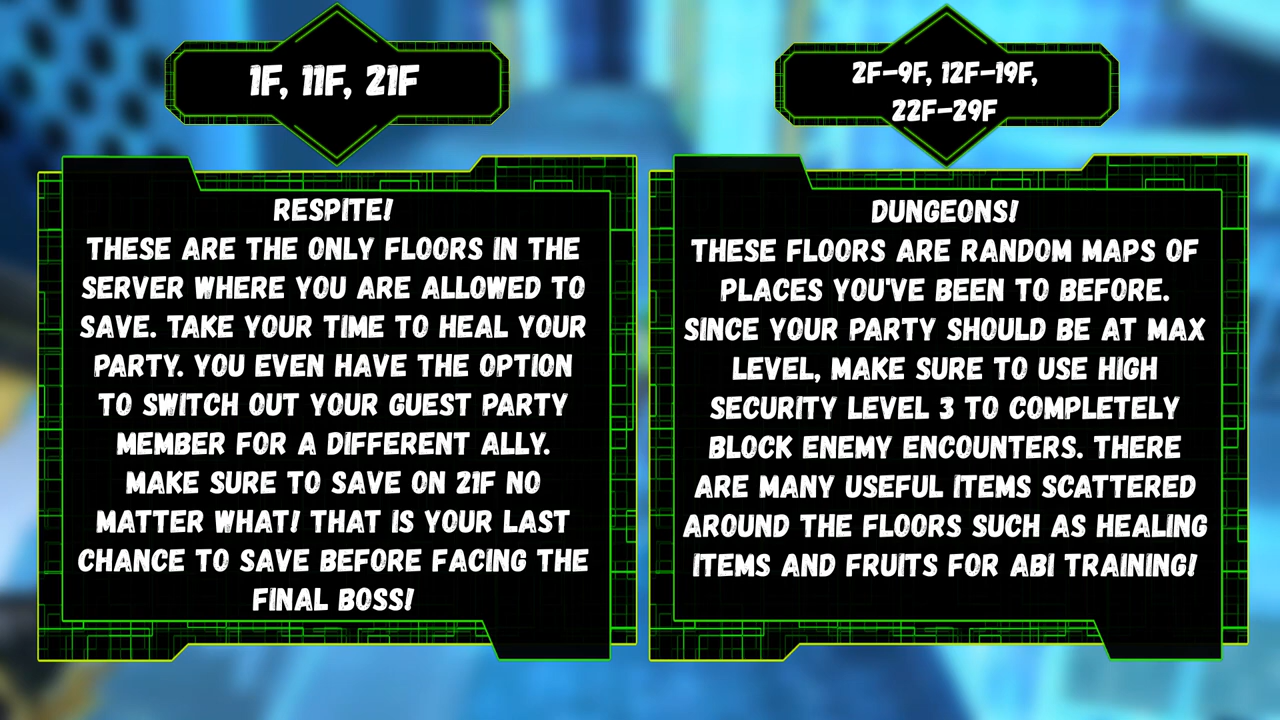 1F, 11F, 21F
RESPITE!
THESE ARE THE ONLY FLOORS IN THE
SERVER WHERE YOU ARE ALLOWED TO
SAVE. TAKE YOUR TIME TO HEAL YOUR
PARTY. YOU EVEN HAVE THE OPTION
TO SWITCH OUT YOUR GUEST PARTY
MEMBER FOR A DIFFERENT ALLY.
MAKE SURE TO SAVE ON 21F NO
MATTER WHAT! THAT IS YOUR LAST
CHANCE TO SAVE BEFORE FACING THE
FINAL BOSS!
2F-9F, 12F-19F,
22F-29F
DUNGEONS!
THESE FLOORS ARE RANDOM MAPS OF
PLACES YOU'VE BEEN TO BEFORE.
SINCE YOUR PARTY SHOULD BE AT MAX
LEVEL, MAKE SURE TO USE HIGH
SECURITY LEVEL 3 TO COMPLETELY
BLOCK ENEMY ENCOUNTERS. THERE
ARE MANY USEFUL ITEMS SCATTERED
AROUND THE FLOORS SUCH AS HEALING
ITEMS AND FRUITS FOR ABI TRAINING!